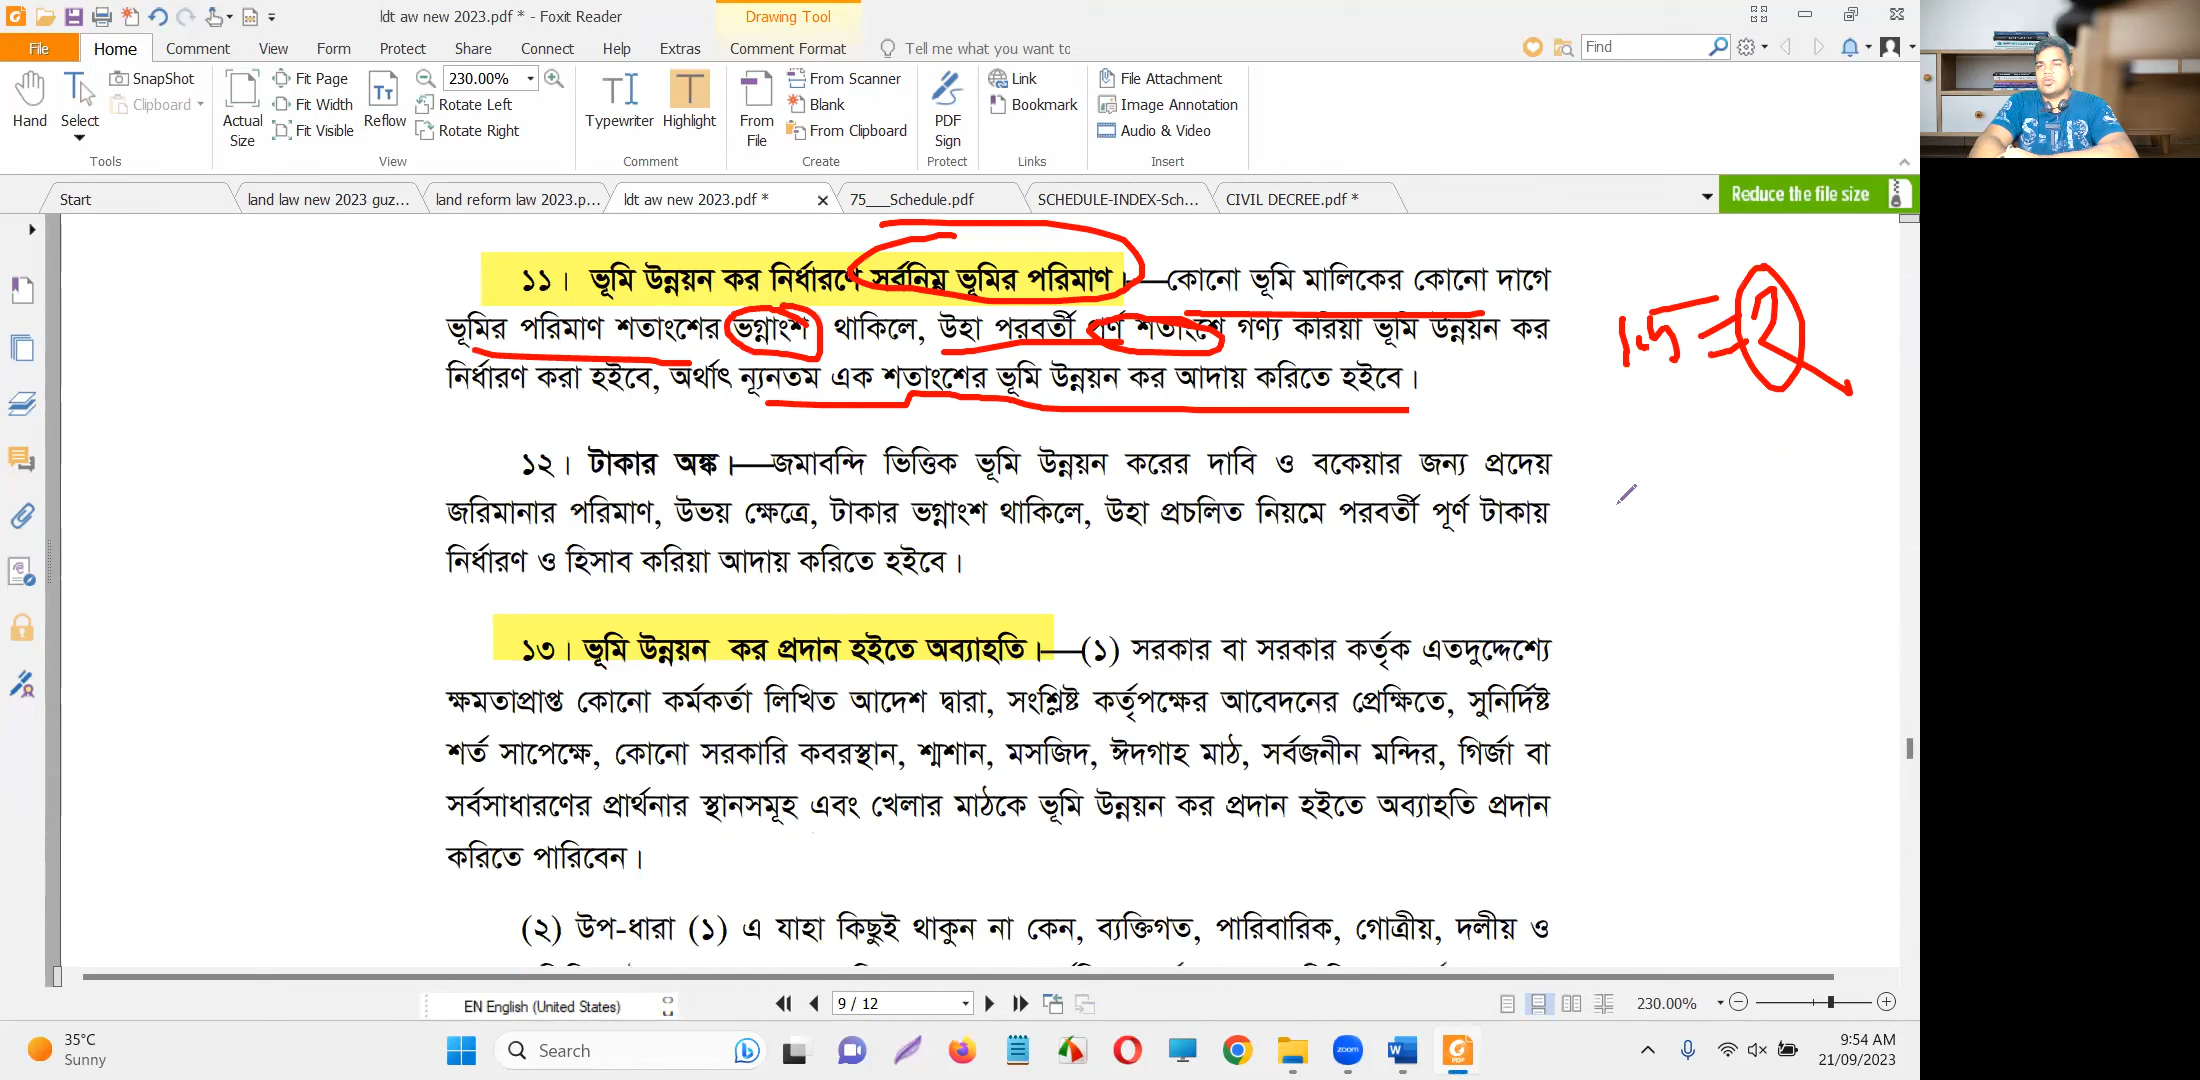 ldt aw new 2023.pdf * - Foxit Reader
Drawing Tool
File Home Comment View Form Protect Share Connect Help Extras Comment Format Tell me what you want to Find
Hand
Select
SnapShot
Clipboard
Tools
Actual Size
Fit Page
Fit Width
Fit Visible
Reflow
230.00%
Rotate Left
Rotate Right
View
Typewriter
Highlight
Comment
From File
From Scanner
Blank
From Clipboard
Create
PDF Sign
Protect
Link
Bookmark
Links
File Attachment
Image Annotation
Audio & Video
Insert
Start land law new 2023 guz... land reform law 2023.p... ldt aw new 2023.pdf * 75___Schedule.pdf SCHEDULE-INDEX-Sch... CIVIL DECREE.pdf * Reduce the file size
১১। ভূমি উন্নয়ন কর নির্ধারণে সর্বনিম্ন ভূমির পরিমাণ।—কোনো ভূমি মালিকের কোনো দাগে
ভূমির পরিমাণ শতাংশের ভগ্নাংশ থাকিলে, উহা পরবর্তী পূর্ণ শতাংশে গণ্য করিয়া ভূমি উন্নয়ন কর
নির্ধারণ করা হইবে, অর্থাৎ ন্যূনতম এক শতাংশের ভূমি উন্নয়ন কর আদায় করিতে হইবে।
1.5 = 2
১২। টাকার অঙ্ক।—জমাবন্দি ভিত্তিক ভূমি উন্নয়ন করের দাবি ও বকেয়ার জন্য প্রদেয়
জরিমানার পরিমাণ, উভয় ক্ষেত্রে, টাকার ভগ্নাংশ থাকিলে, উহা প্রচলিত নিয়মে পরবর্তী পূর্ণ টাকায়
নির্ধারণ ও হিসাব করিয়া আদায় করিতে হইবে।
১৩। ভূমি উন্নয়ন কর প্রদান হইতে অব্যাহতি।—(১) সরকার বা সরকার কর্তৃক এতদুদ্দেশ্যে
ক্ষমতাপ্রাপ্ত কোনো কর্মকর্তা লিখিত আদেশ দ্বারা, সংশ্লিষ্ট কর্তৃপক্ষের আবেদনের প্রেক্ষিতে, সুনির্দিষ্ট
শর্ত সাপেক্ষে, কোনো সরকারি কবরস্থান, শ্মশান, মসজিদ, ঈদগাহ মাঠ, সর্বজনীন মন্দির, গির্জা বা
সর্বসাধারণের প্রার্থনার স্থানসমূহ এবং খেলার মাঠকে ভূমি উন্নয়ন কর প্রদান হইতে অব্যাহতি প্রদান
করিতে পারিবেন।
(২) উপ-ধারা (১) এ যাহা কিছুই থাকুন না কেন, ব্যক্তিগত, পারিবারিক, গোত্রীয়, দলীয় ও
EN English (United States)
9 / 12
230.00%
35°C
Sunny
Search
zoom
9:54 AM
21/09/2023